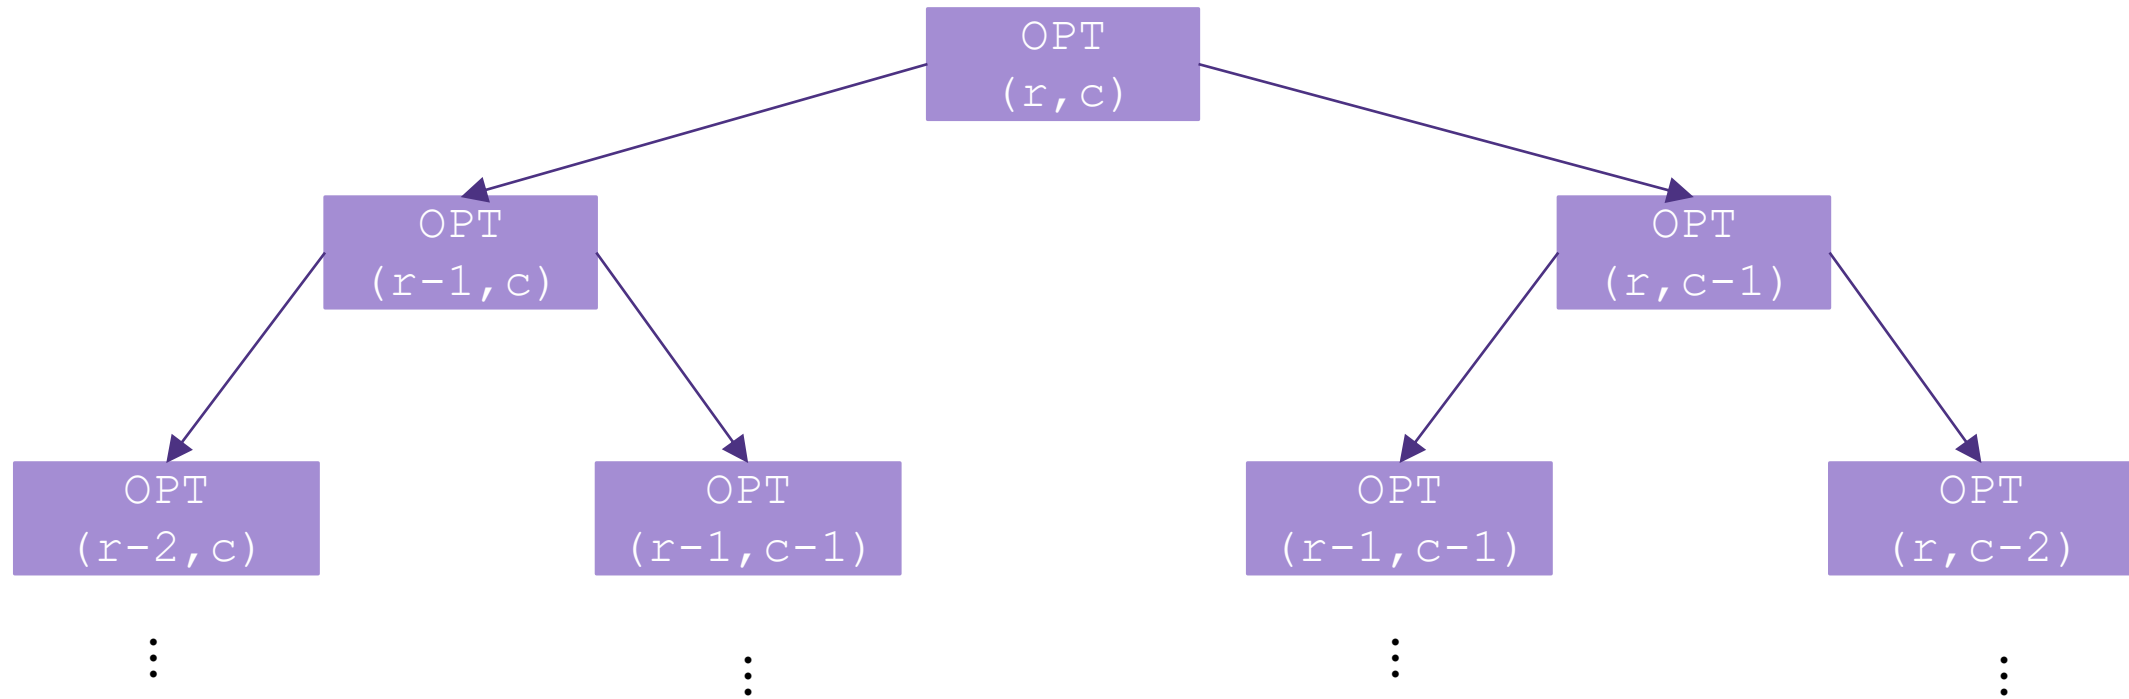 OPT
(r,c)
OPT
(r-1,c)
OPT
(r,c-1)
OPT
(r-2,c)
OPT
(r-1,c-1)
OPT
(r-1,c-1)
OPT
(r,c-2)